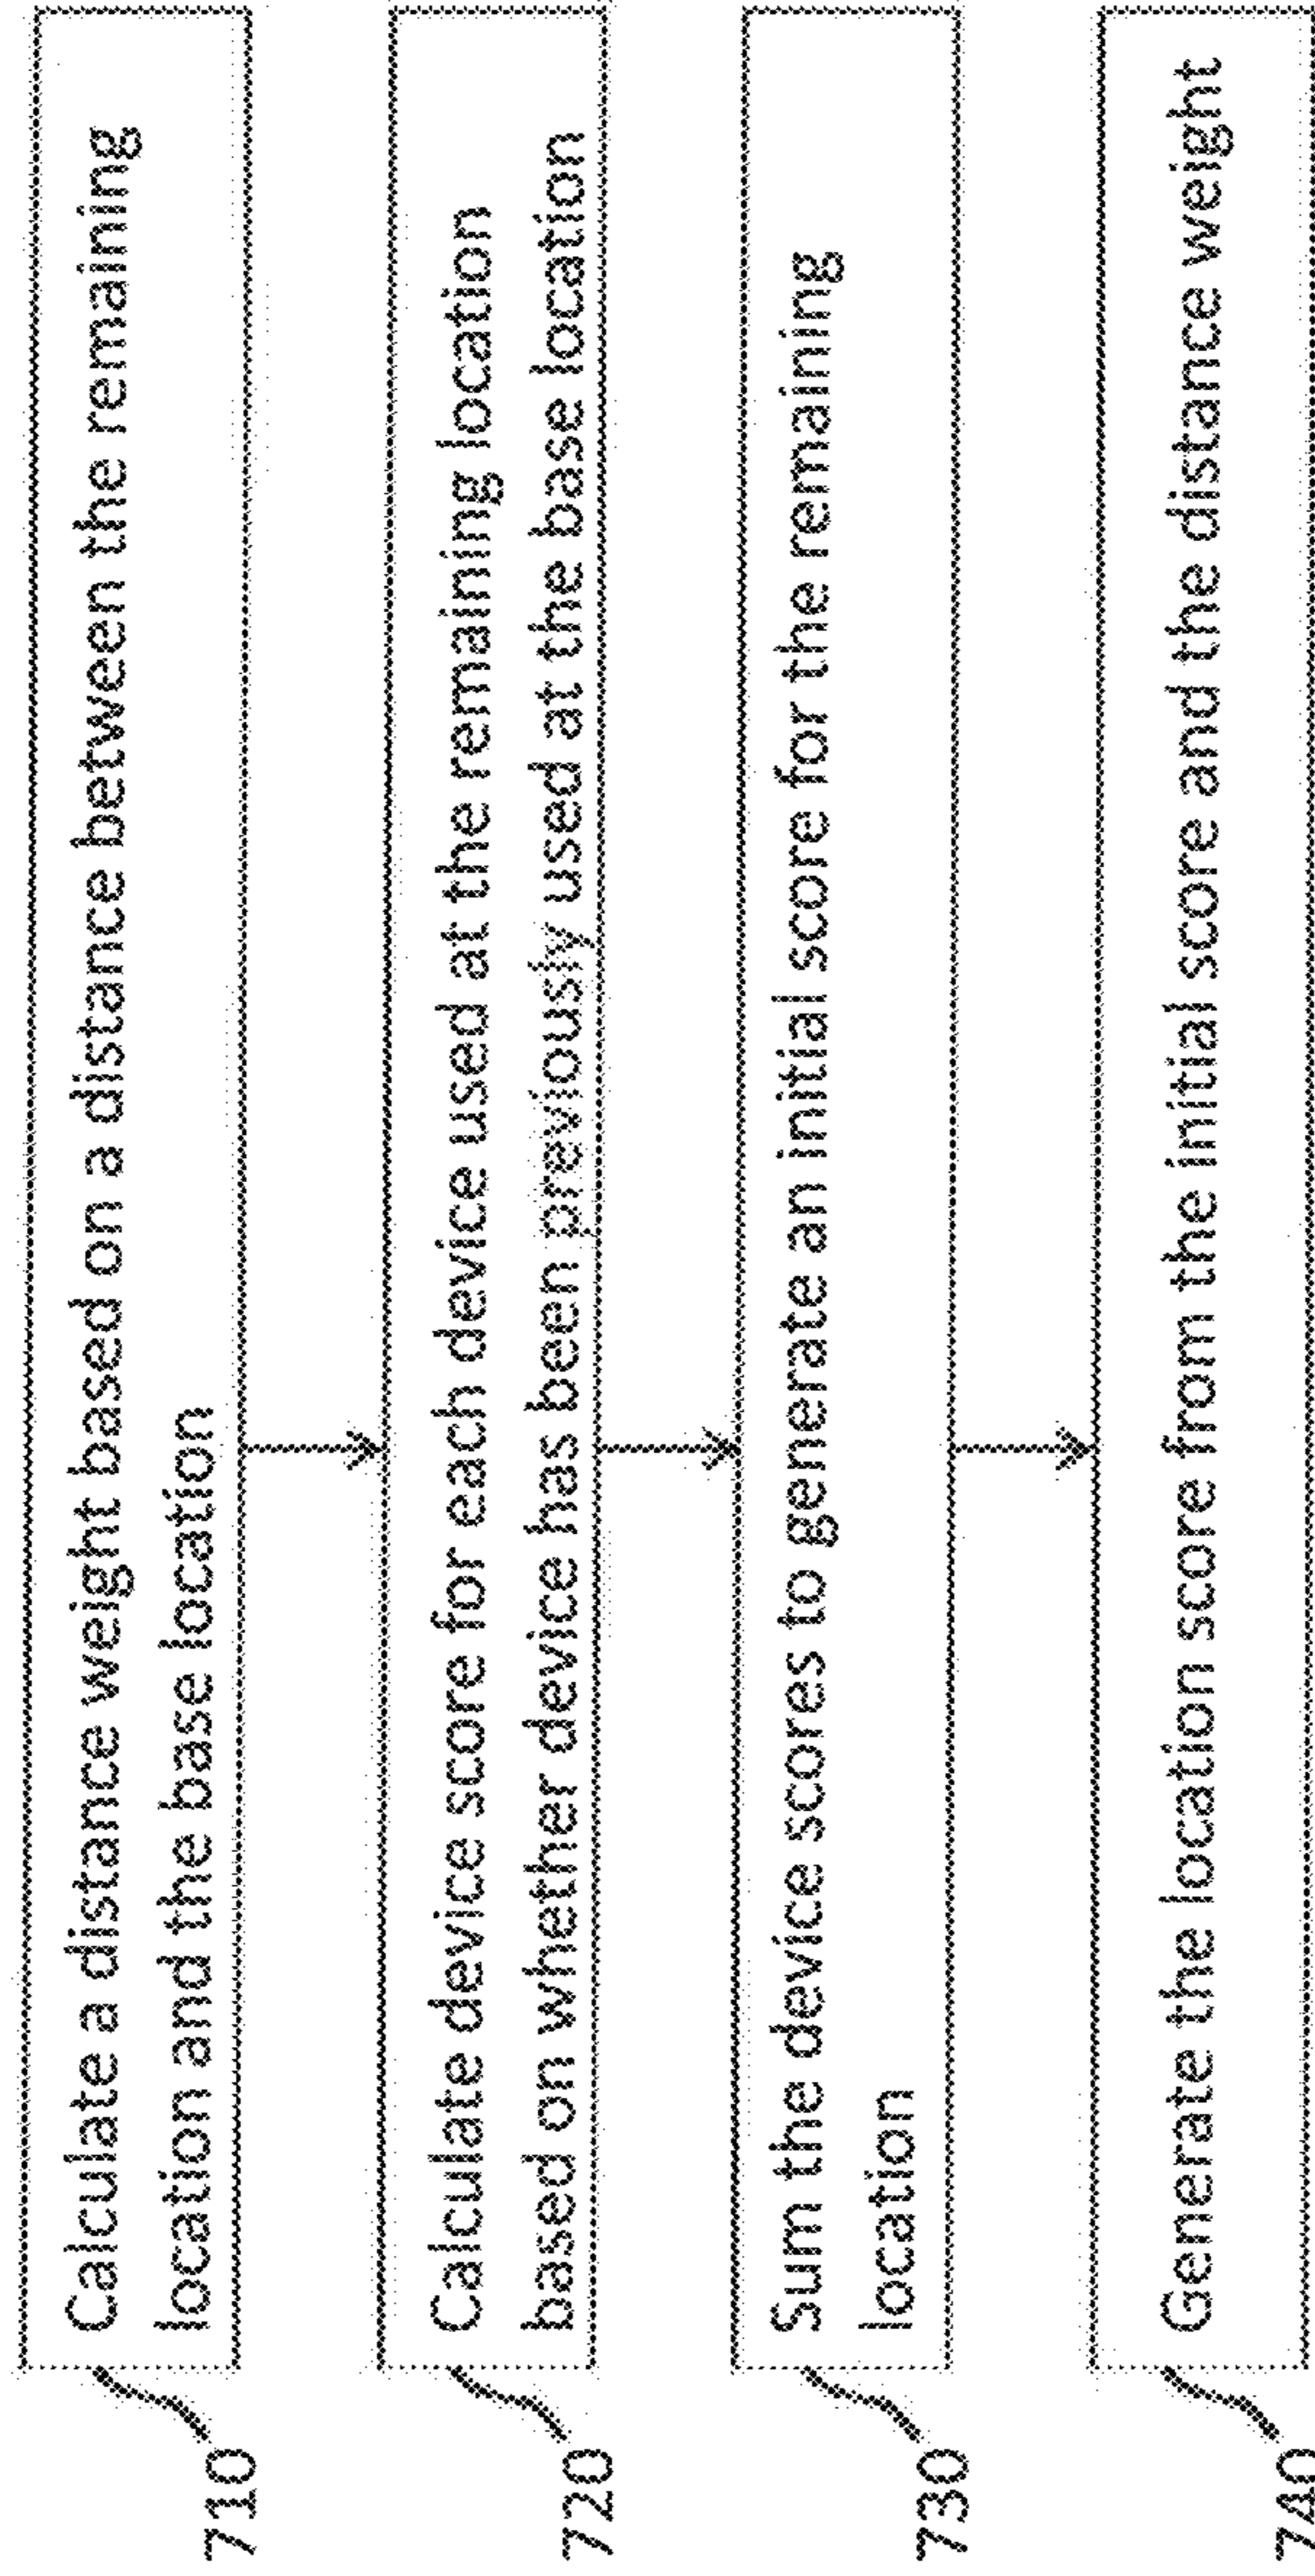 710
Calculate a distance weight based on a distance between the remaining
location and the base location
720
Calculate device score for each device used at the remaining location
based on whether device has been previously used at the base location
730
Sum the device scores to generate an initial score for the remaining
location
740
Generate the location score from the initial score and the distance weight